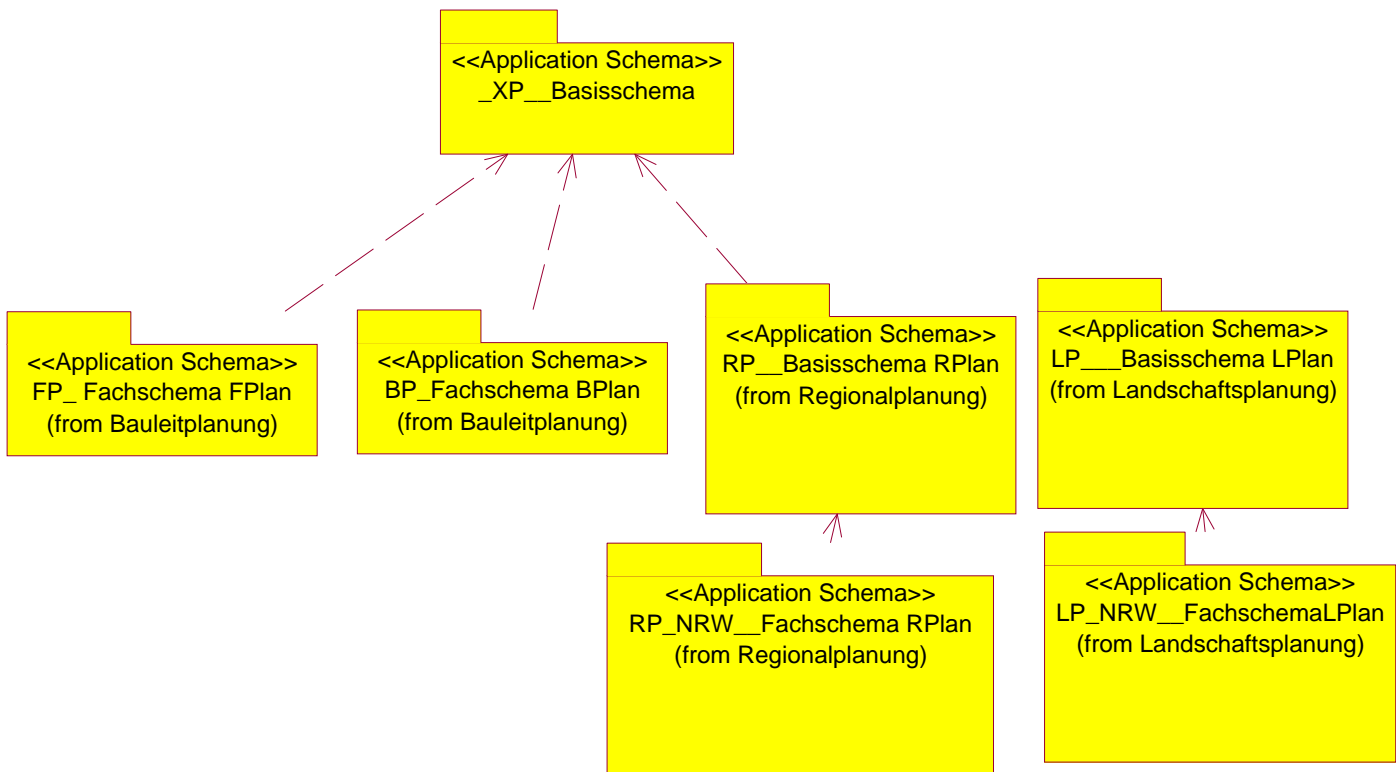 <<Application Schema>>
_XP__Basisschema
<<Application Schema>>
FP_ Fachschema FPlan
(from Bauleitplanung)
<<Application Schema>>
BP_Fachschema BPlan
(from Bauleitplanung)
<<Application Schema>>
RP__Basisschema RPlan
(from Regionalplanung)
<<Application Schema>>
LP___Basisschema LPlan
(from Landschaftsplanung)
<<Application Schema>>
RP_NRW__Fachschema RPlan
(from Regionalplanung)
<<Application Schema>>
LP_NRW__FachschemaLPlan
(from Landschaftsplanung)